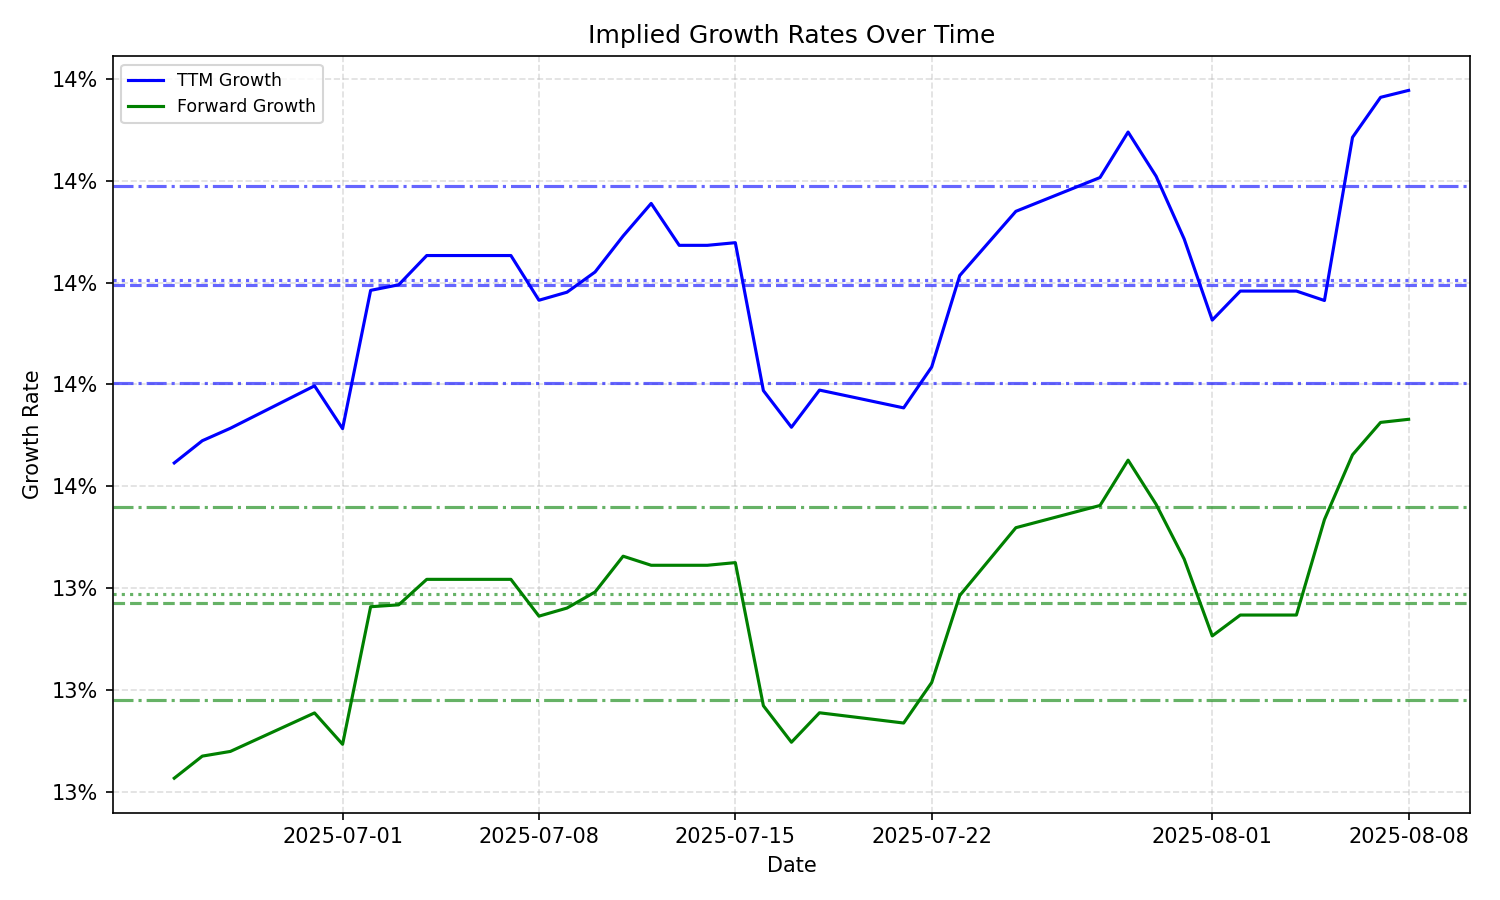 Implied Growth Rates Over Time
TTM Growth
Forward Growth
14%
14%
14%
14%
14%
13%
13%
13%
Growth Rate
2025-07-01
2025-07-08
2025-07-15
2025-07-22
2025-08-01
2025-08-08
Date